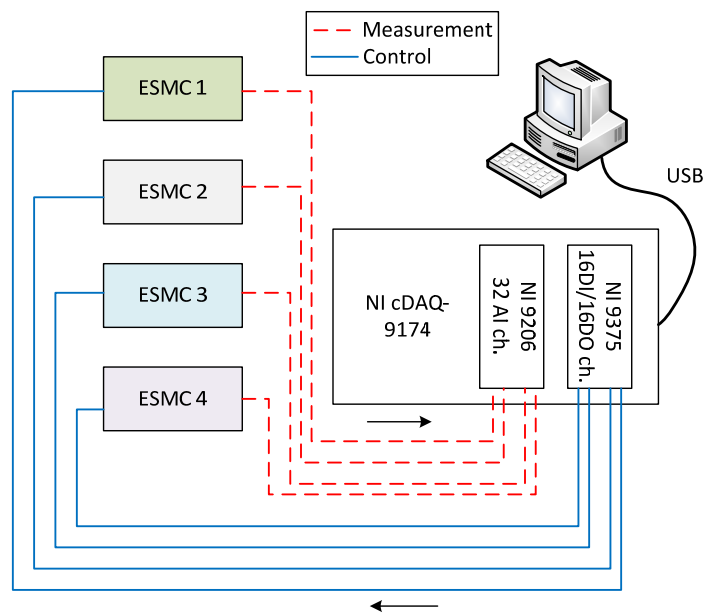 Measurement
Control
ESMC 1
ESMC 2
ESMC 3
ESMC 4
USB
NI cDAQ-
9174
NI 9206
32 AI ch.
NI 9375
16DI/16DO ch.